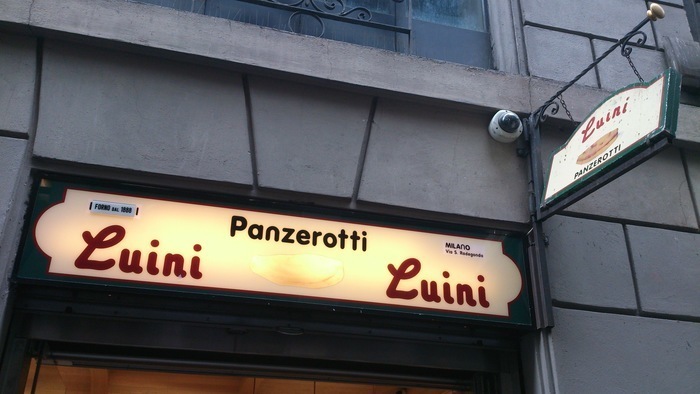 FORNO DAL 1888
Panzerotti
MILANO
Via S. Radegonda
Luini
Luini
Luini
PANZEROTTI